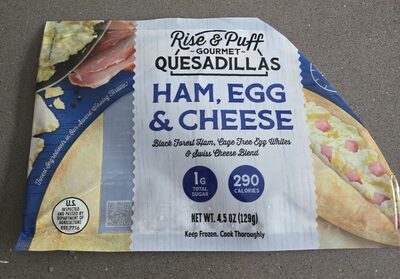 Rise & Puff
GOURMET
QUESADILLAS
HAM, EGG
& CHEESE
Black Forest Ham, Cage Free Egg Whites
& Swiss Cheese Blend
1G
TOTAL
SUGAR
290
CALORIES
NET WT. 4.5 OZ (129g)
Keep Frozen. Cook Thoroughly
U.S.
INSPECTED
AND PASSED BY
DEPARTMENT OF
AGRICULTURE
EST.7716